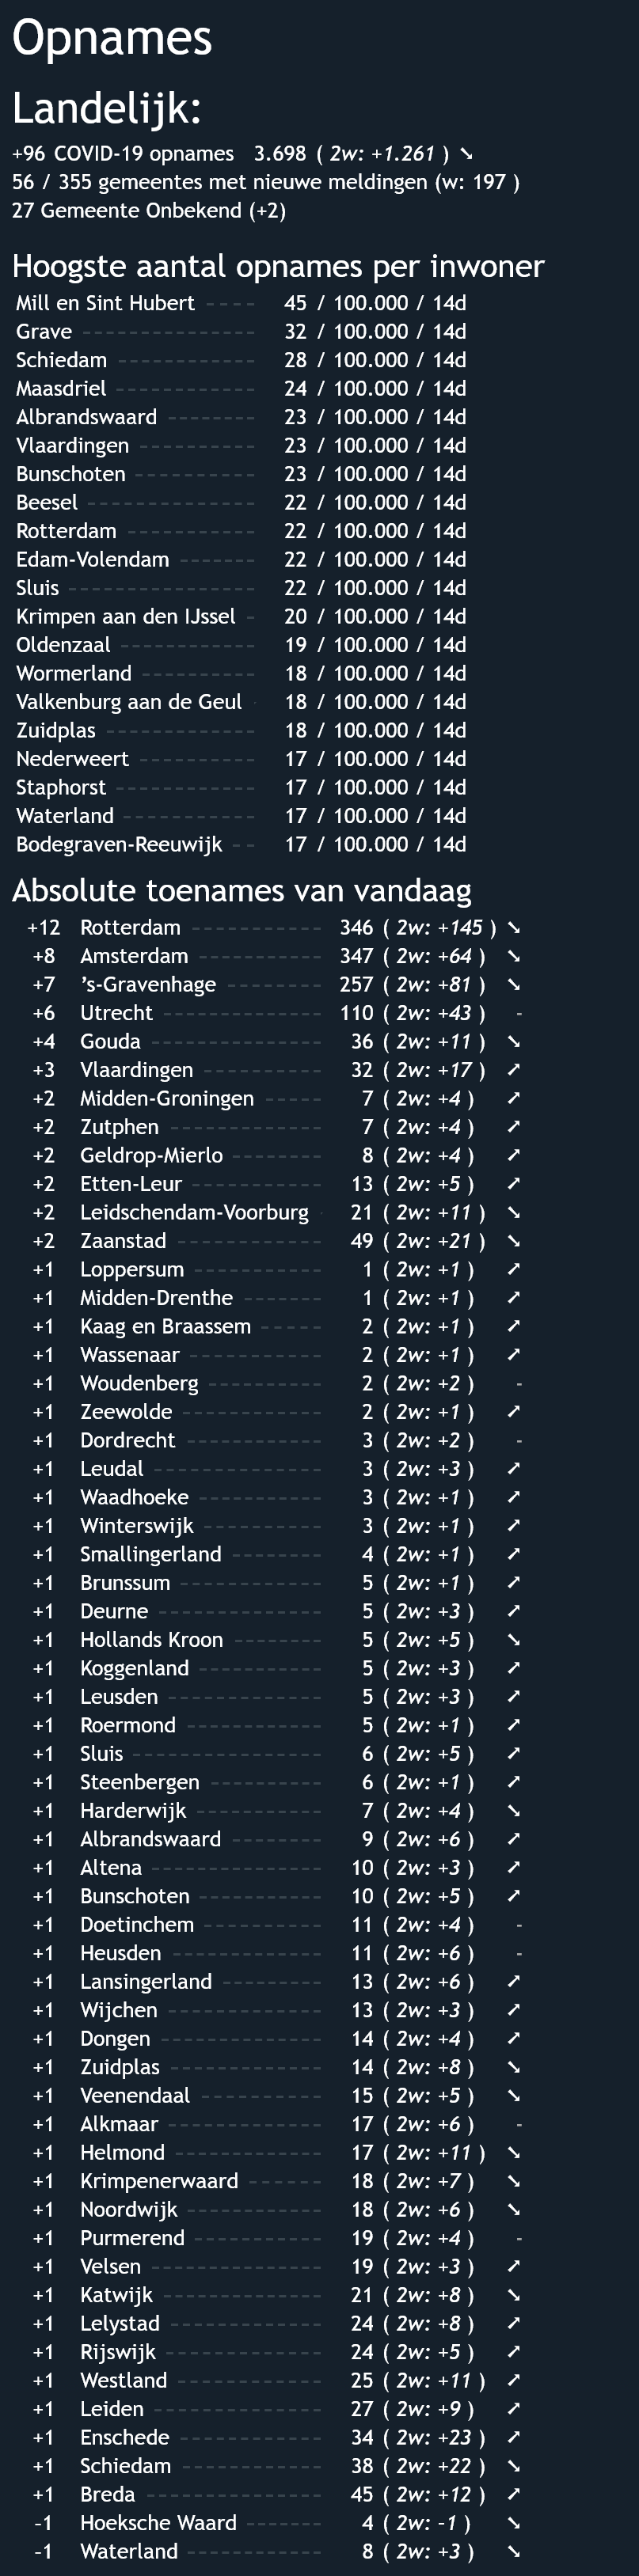 Opnames
Landelijk:
+96 COVID-19 opnames 3.698 ( 2w: +1.261 ) ➘
56 / 355 gemeentes met nieuwe meldingen (w: 197 )
27 Gemeente Onbekend (+2)
Hoogste aantal opnames per inwoner
Mill en Sint Hubert ---- 45 / 100.000 / 14d
Grave -------------- 32 / 100.000 / 14d
Schiedam ----------- 28 / 100.000 / 14d
Maasdriel ----------- 24 / 100.000 / 14d
Albrandswaard ------- 23 / 100.000 / 14d
Vlaardingen --------- 23 / 100.000 / 14d
Bunschoten --------- 23 / 100.000 / 14d
Beesel ------------- 22 / 100.000 / 14d
Rotterdam ---------- 22 / 100.000 / 14d
Edam-Volendam ------ 22 / 100.000 / 14d
Sluis --------------- 22 / 100.000 / 14d
Krimpen aan den IJssel - 20 / 100.000 / 14d
Oldenzaal ----------- 19 / 100.000 / 14d
Wormerland --------- 18 / 100.000 / 14d
Valkenburg aan de Geul - 18 / 100.000 / 14d
Zuidplas ------------ 18 / 100.000 / 14d
Nederweert --------- 17 / 100.000 / 14d
Staphorst ----------- 17 / 100.000 / 14d
Waterland ---------- 17 / 100.000 / 14d
Bodegraven-Reeuwijk -- 17 / 100.000 / 14d
Absolute toenames van vandaag
+12 Rotterdam ----------- 346 ( 2w: +145 ) ➘
+8 Amsterdam ---------- 347 ( 2w: +64 ) ➘
+7 ’s-Gravenhage -------- 257 ( 2w: +81 ) ➘
+6 Utrecht ------------- 110 ( 2w: +43 ) -
+4 Gouda -------------- 36 ( 2w: +11 ) ➘
+3 Vlaardingen ---------- 32 ( 2w: +17 ) ➚
+2 Midden-Groningen ----- 7 ( 2w: +4 ) ➚
+2 Zutphen ------------- 7 ( 2w: +4 ) ➚
+2 Geldrop-Mierlo -------- 8 ( 2w: +4 ) ➚
+2 Etten-Leur ----------- 13 ( 2w: +5 ) ➚
+2 Leidschendam-Voorburg - 21 ( 2w: +11 ) ➘
+2 Zaanstad ------------ 49 ( 2w: +21 ) ➘
+1 Loppersum ----------- 1 ( 2w: +1 ) ➚
+1 Midden-Drenthe ------- 1 ( 2w: +1 ) ➚
+1 Kaag en Braassem ----- 2 ( 2w: +1 ) ➚
+1 Wassenaar ----------- 2 ( 2w: +1 ) ➚
+1 Woudenberg --------- 2 ( 2w: +2 ) -
+1 Zeewolde ----------- 2 ( 2w: +1 ) ➚
+1 Dordrecht ----------- 3 ( 2w: +2 ) -
+1 Leudal ------------- 3 ( 2w: +3 ) ➚
+1 Waadhoeke ---------- 3 ( 2w: +1 ) ➚
+1 Winterswijk ---------- 3 ( 2w: +1 ) ➚
+1 Smallingerland -------- 4 ( 2w: +1 ) ➚
+1 Brunssum ----------- 5 ( 2w: +1 ) ➚
+1 Deurne ------------- 5 ( 2w: +3 ) ➚
+1 Hollands Kroon -------- 5 ( 2w: +5 ) ➘
+1 Koggenland ---------- 5 ( 2w: +3 ) ➚
+1 Leusden ------------ 5 ( 2w: +3 ) ➚
+1 Roermond ----------- 5 ( 2w: +1 ) ➚
+1 Sluis --------------- 6 ( 2w: +5 ) ➚
+1 Steenbergen --------- 6 ( 2w: +1 ) ➚
+1 Harderwijk ---------- 7 ( 2w: +4 ) ➘
+1 Albrandswaard -------- 9 ( 2w: +6 ) ➚
+1 Altena -------------- 10 ( 2w: +3 ) ➚
+1 Bunschoten ---------- 10 ( 2w: +5 ) ➚
+1 Doetinchem ---------- 11 ( 2w: +4 ) -
+1 Heusden ------------ 11 ( 2w: +6 ) -
+1 Lansingerland -------- 13 ( 2w: +6 ) ➚
+1 Wijchen ------------- 13 ( 2w: +3 ) ➚
+1 Dongen ------------- 14 ( 2w: +4 ) ➚
+1 Zuidplas ------------ 14 ( 2w: +8 ) ➘
+1 Veenendaal ---------- 15 ( 2w: +5 ) ➘
+1 Alkmaar ------------- 17 ( 2w: +6 ) -
+1 Helmond ------------ 17 ( 2w: +11 ) ➘
+1 Krimpenerwaard ------ 18 ( 2w: +7 ) ➘
+1 Noordwijk ----------- 18 ( 2w: +6 ) ➘
+1 Purmerend ---------- 19 ( 2w: +4 ) -
+1 Velsen ------------- 19 ( 2w: +3 ) ➚
+1 Katwijk ------------- 21 ( 2w: +8 ) ➘
+1 Lelystad ------------ 24 ( 2w: +8 ) ➚
+1 Rijswijk ------------ 24 ( 2w: +5 ) ➚
+1 Westland ------------ 25 ( 2w: +11 ) ➚
+1 Leiden ------------- 27 ( 2w: +9 ) ➚
+1 Enschede ----------- 34 ( 2w: +23 ) ➚
+1 Schiedam ----------- 38 ( 2w: +22 ) ➘
+1 Breda -------------- 45 ( 2w: +12 ) ➚
-1 Hoeksche Waard ------- 4 ( 2w: -1 ) ➘
-1 Waterland ----------- 8 ( 2w: +3 ) ➘